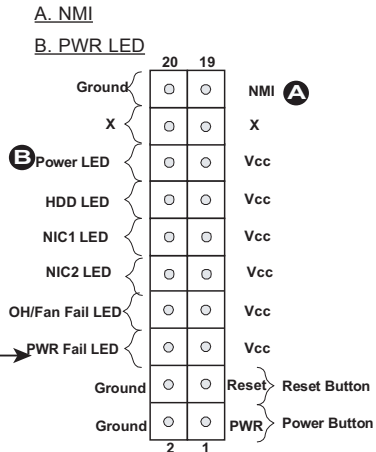 A. NMI
B. PWR LED
20 19
Ground NMI A
X X
B Power LED Vcc
HDD LED Vcc
NIC1 LED Vcc
NIC2 LED Vcc
OH/Fan Fail LED Vcc
PWR Fail LED Vcc
Ground Reset Reset Button
Ground PWR Power Button
2 1